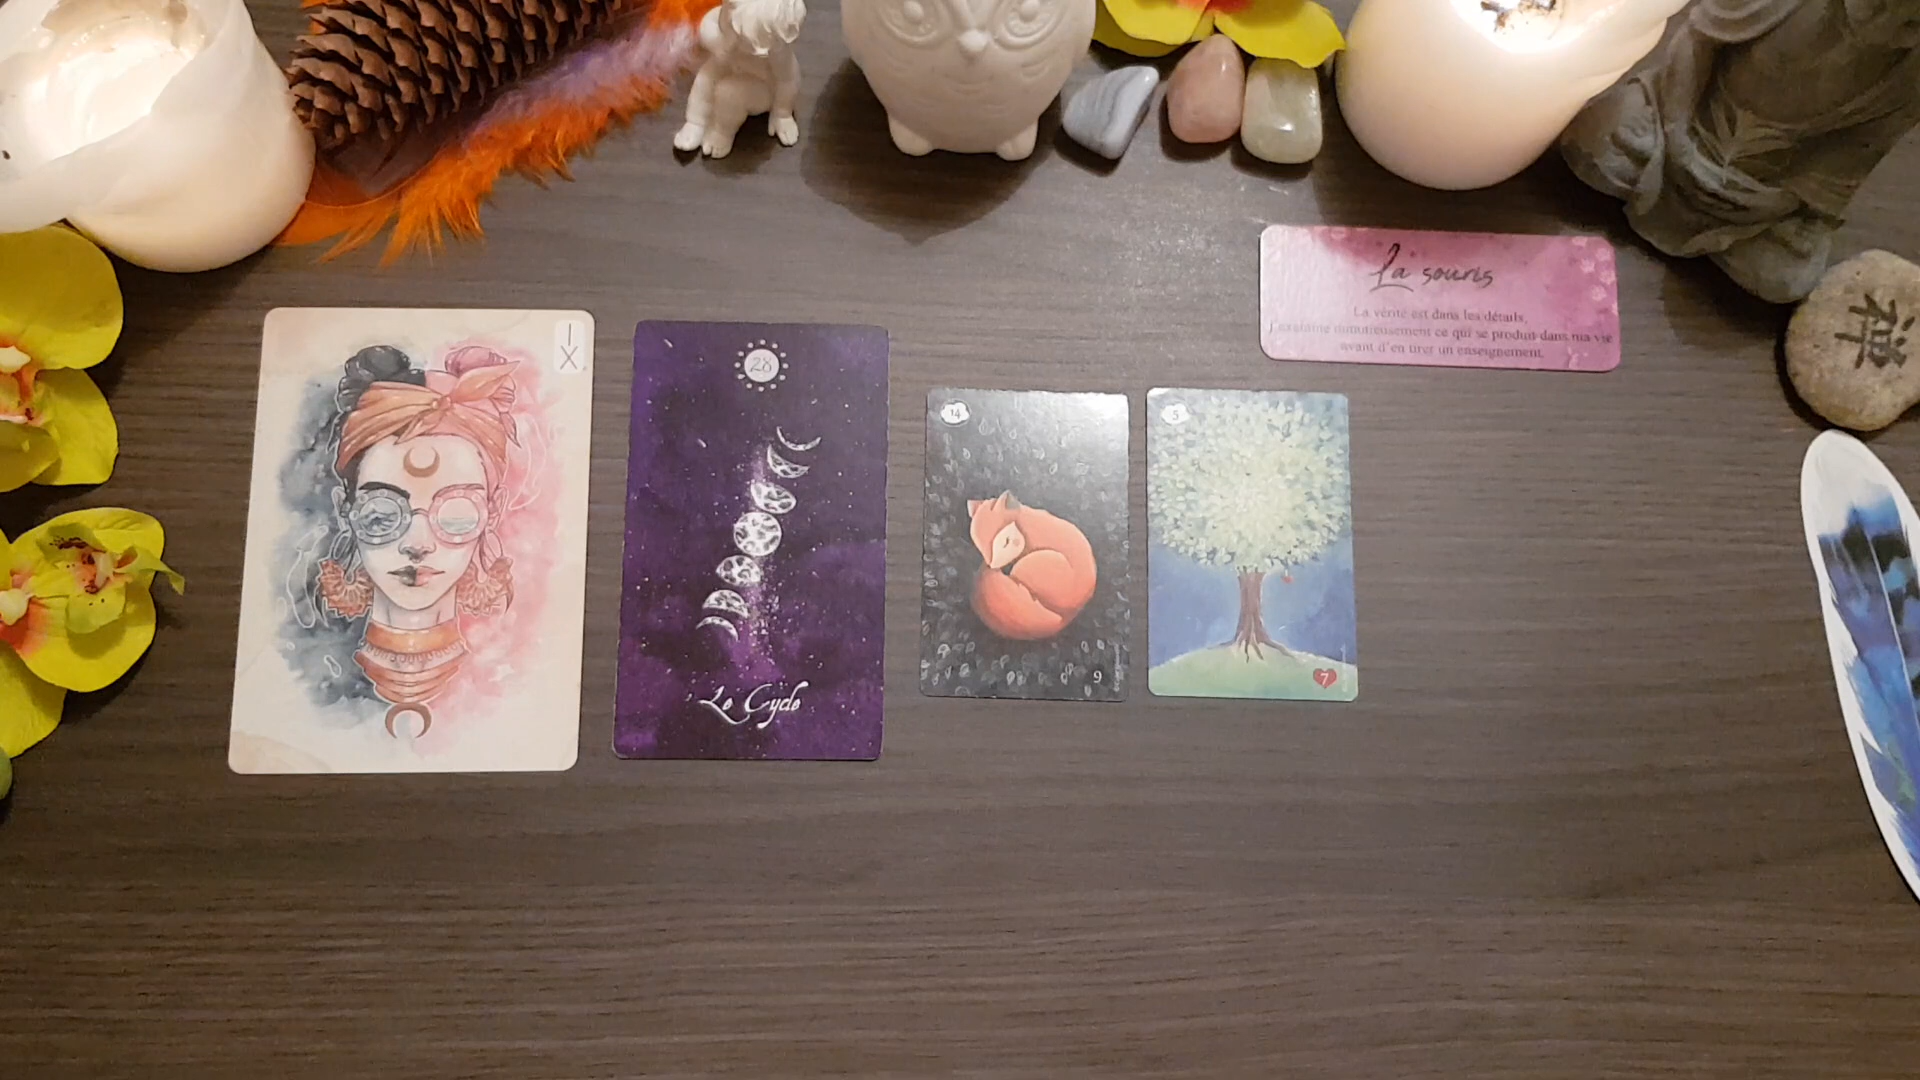 La souris
La vérité est dans les détails,
J'examine minutieusement ce qui se produit dans ma vie
avant d'en tirer un enseignement.
I
X
28
Le Cycle
14
9
5
7
禅